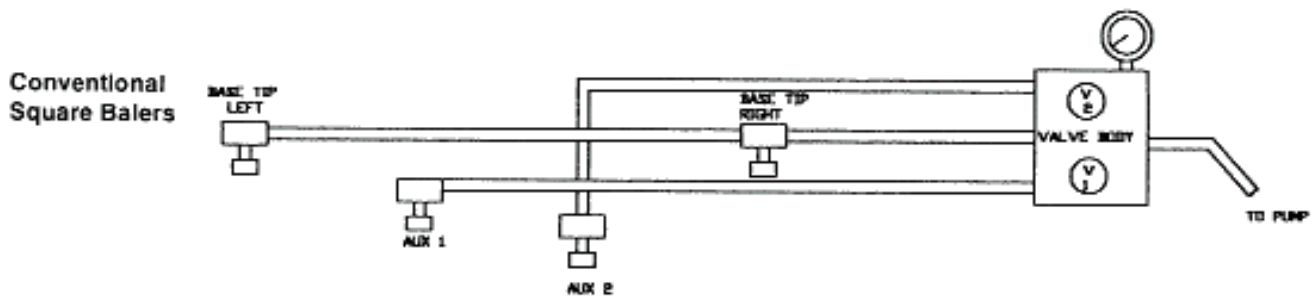 Conventional
Square Balers
BASE TIP
LEFT
BASE TIP
RIGHT
V
2
VALVE BODY
V
1
TO PUMP
AUX 1
AUX 2